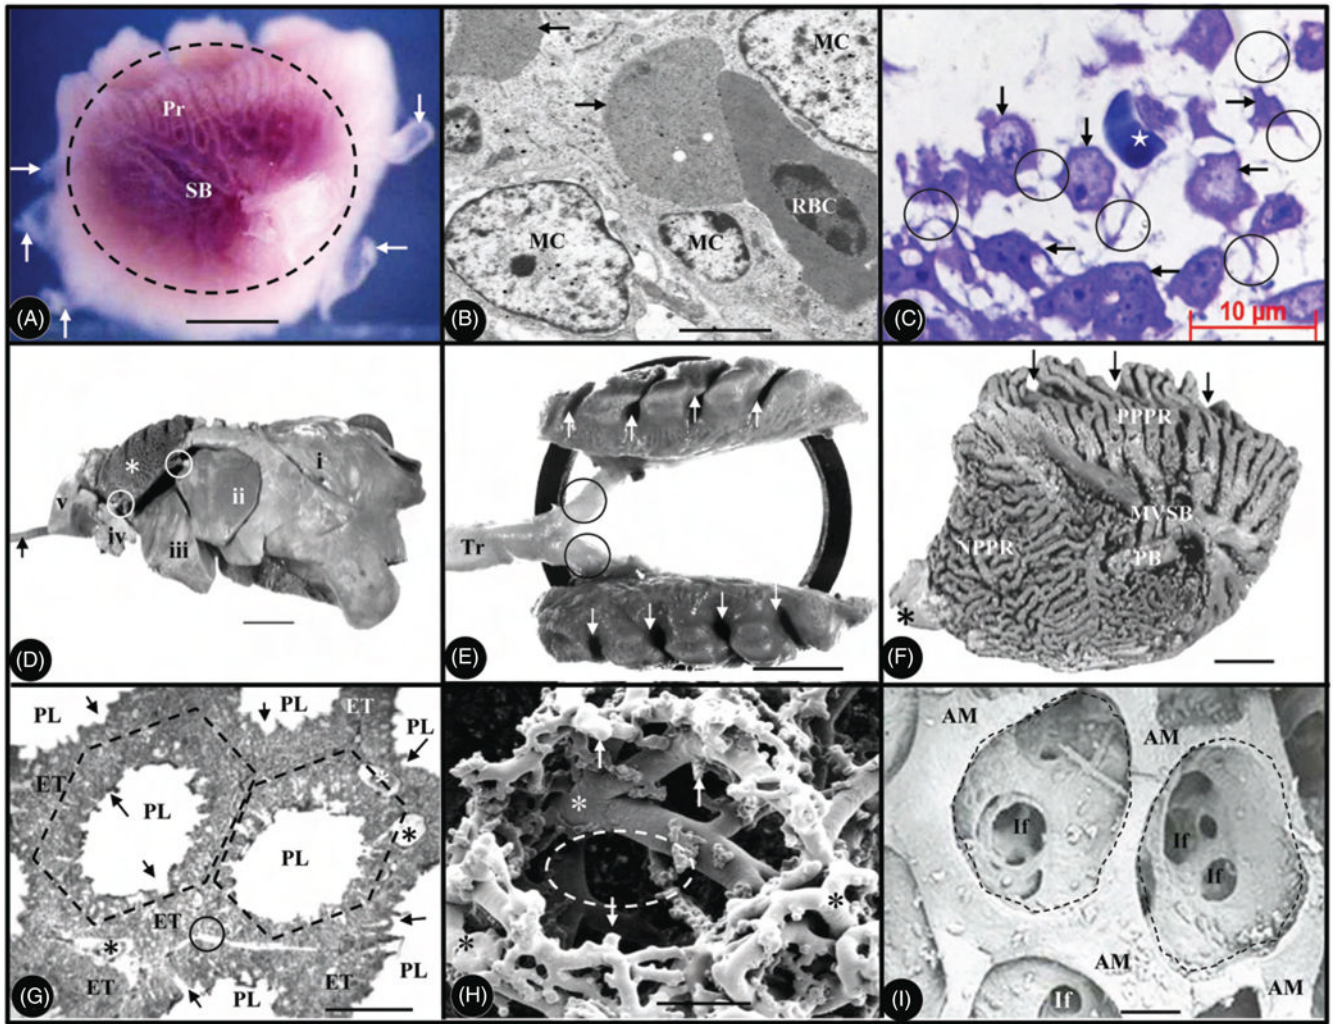 Pr
SB
(A)
MC
RBC
MC
MC
(B)
10 µm
(C)
i
ii
v
iv
iii
(D)
Tr
(E)
PPPR
MVSB
NPPR
PB
(F)
PL
PL
ET
PL
ET
PL
PL
ET
ET
ET
PL
PL
(G)
(H)
AM
AM
If
If
If
AM
AM
If
(I)